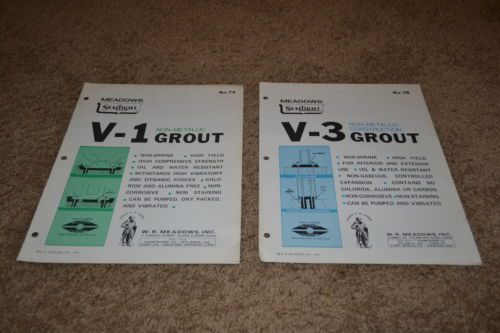 No. 7A
MEADOWS
SEALTIGHT
NON-METALLIC
V-1 GROUT
• NON-SHRINK • HIGH YIELD
• HIGH COMPRESSIVE STRENGTH
• OIL AND WATER RESISTANT
• WITHSTANDS HIGH VIBRATORY
AND DYNAMIC FORCES • CHLO-
RIDE AND ALUMINA FREE • NON-
CORROSIVE • NON STAINING
• CAN BE PUMPED, DRY PACKED,
AND VIBRATED •
W. R. MEADOWS, INC.
No. 7B
MEADOWS
SEALTIGHT
NON-METALLIC
CONSTRUCTION
V-3 GROUT
• NON-SHRINK • HIGH YIELD
• FOR INTERIOR AND EXTERIOR
USE • OIL & WATER RESISTANT
• NON-GASEOUS, CONTROLLED
EXPANSION • CONTAINS NO
CHLORIDE, ALUMINA OR CARBON
• NON-CORROSIVE • NON-STAINING
• CAN BE PUMPED AND VIBRATED
W. R. MEADOWS, INC.